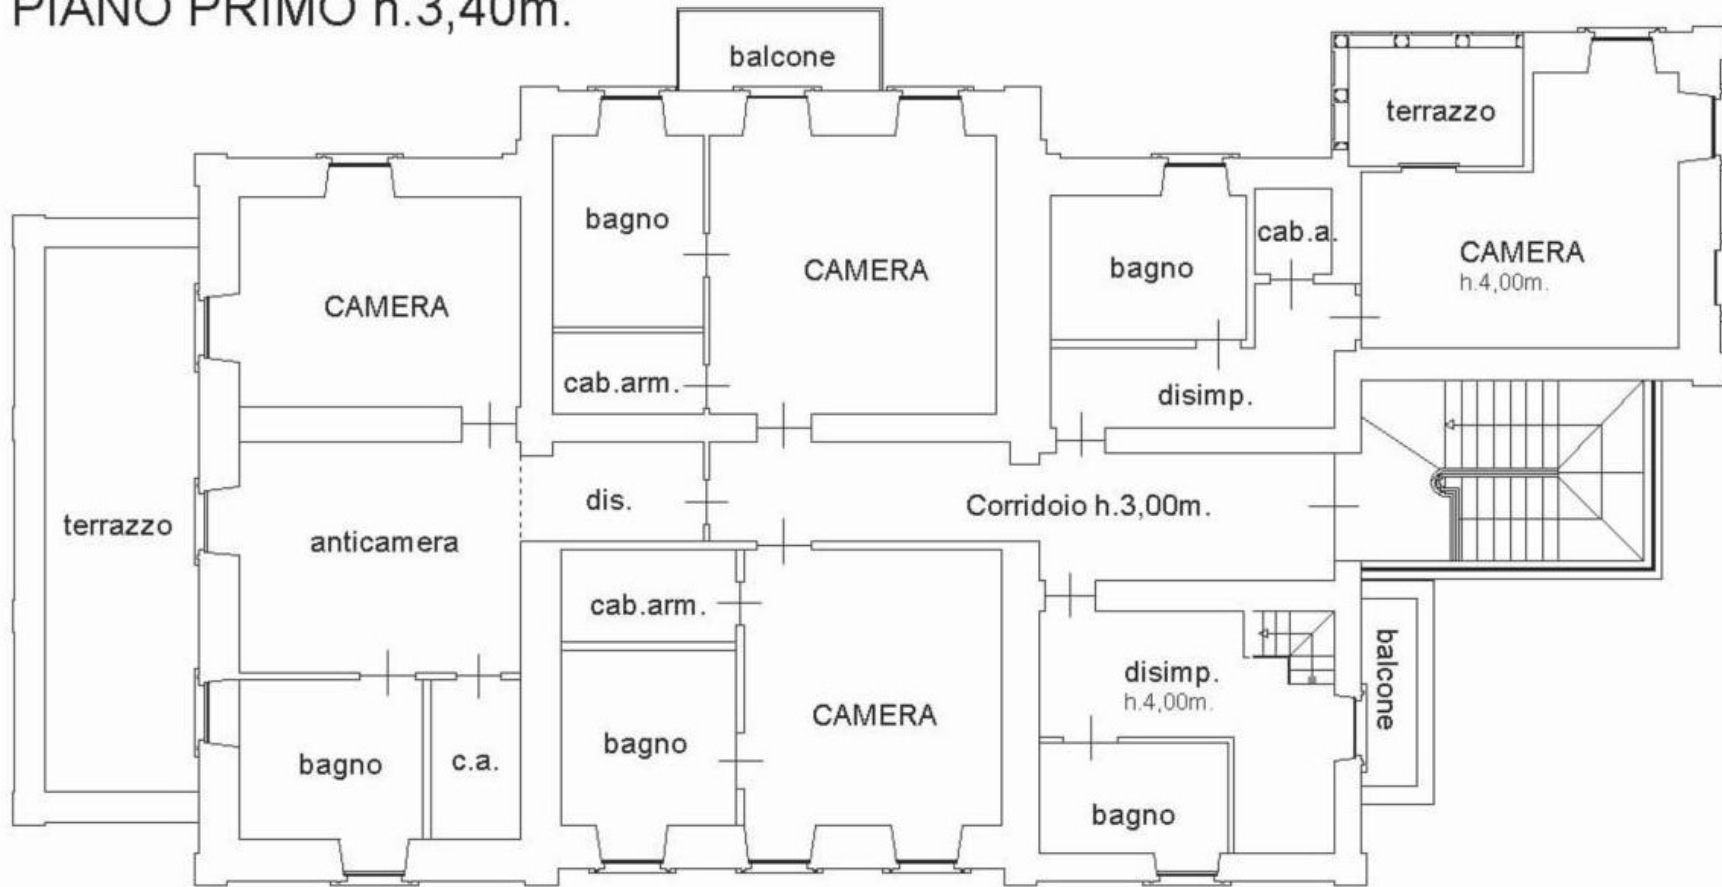 PIANO PRIMO h.3,40m.
balcone
terrazzo
bagno
cab.a.
CAMERA
h.4,00m.
CAMERA
bagno
CAMERA
cab.arm.
disimp.
dis.
Corridoio h.3,00m.
terrazzo
anticamera
cab.arm.
balcone
disimp.
h.4,00m.
CAMERA
bagno
bagno
c.a.
bagno